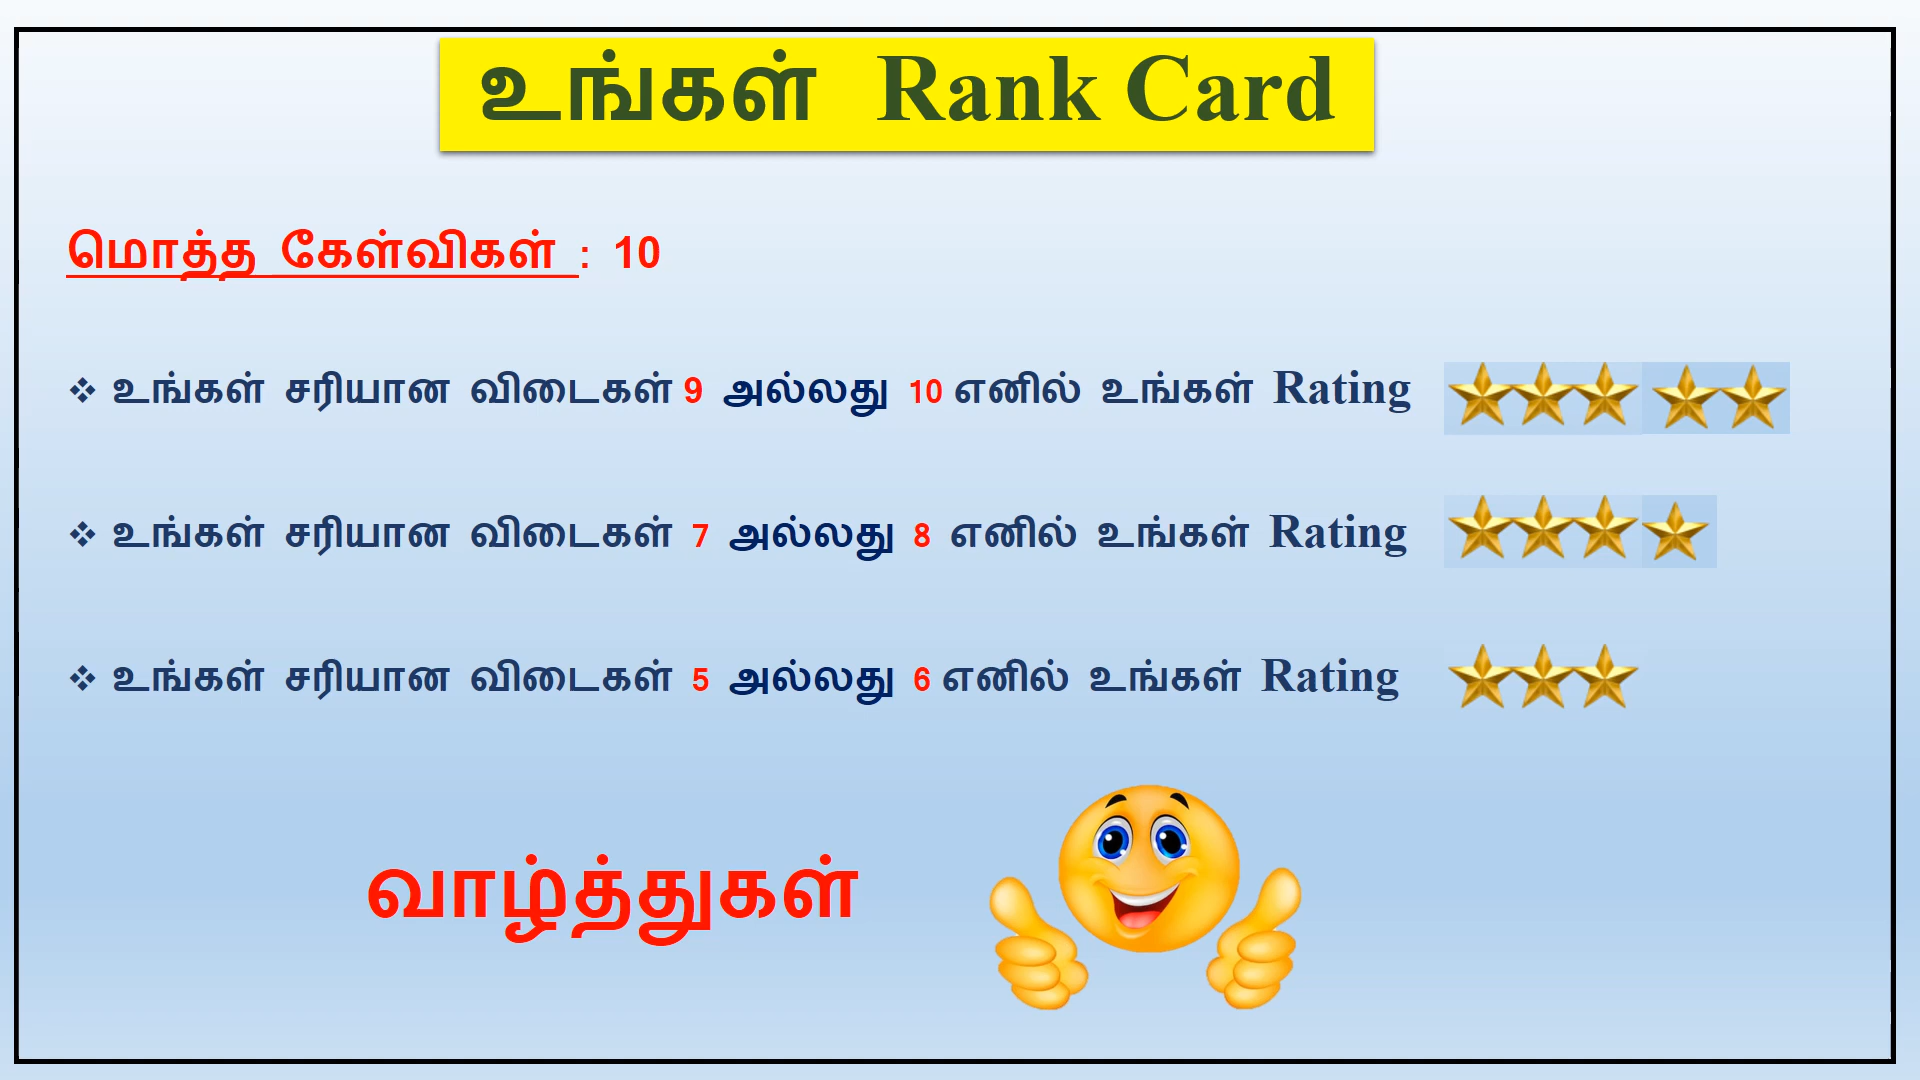 உங்கள் Rank Card
மொத்த கேள்விகள் : 10
❖ உங்கள் சரியான விடைகள் 9 அல்லது 10 எனில் உங்கள் Rating
❖ உங்கள் சரியான விடைகள் 7 அல்லது 8 எனில் உங்கள் Rating
❖ உங்கள் சரியான விடைகள் 5 அல்லது 6 எனில் உங்கள் Rating
வாழ்த்துகள்